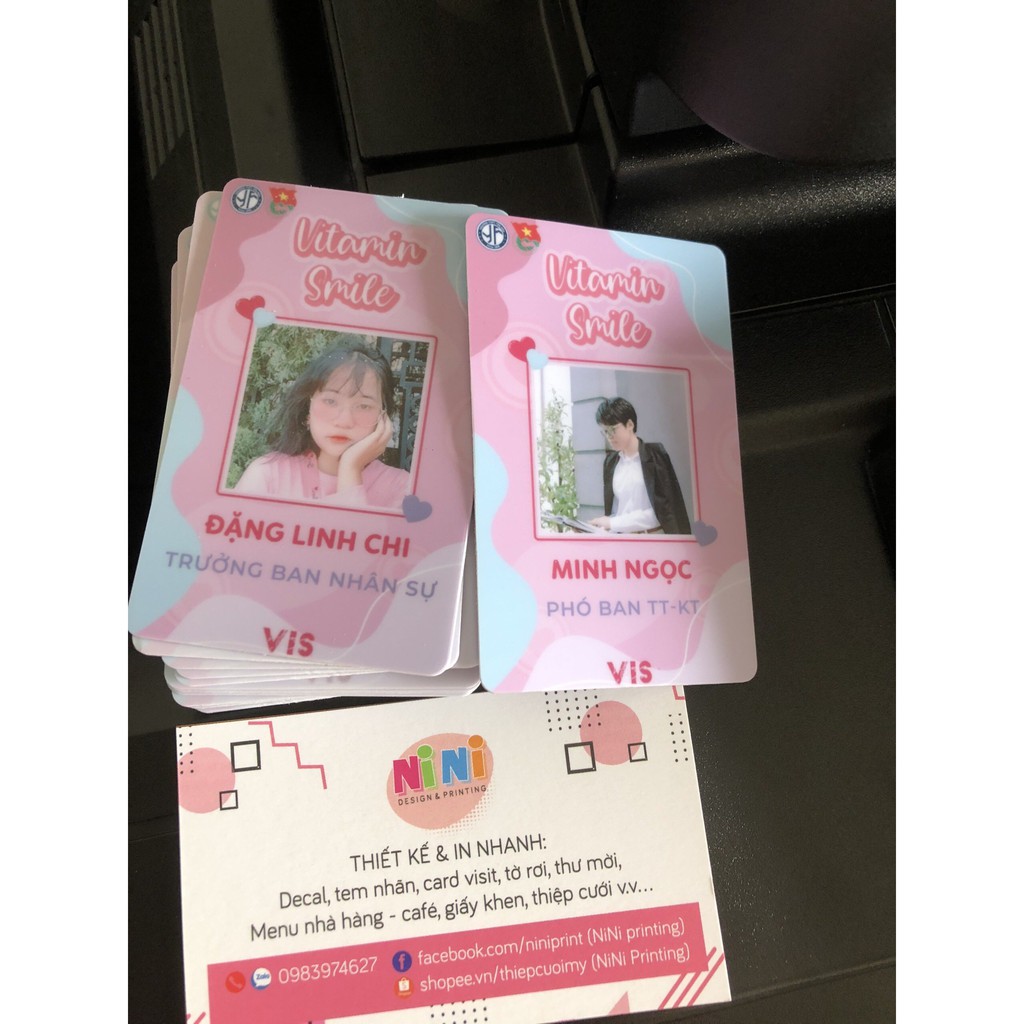 Vitamin
Smile
ĐẶNG LINH CHI
TRƯỞNG BAN NHÂN SỰ
VIS
Vitamin
Smile
MINH NGỌC
PHÓ BAN TT-KT
VIS
NiNi
DESIGN & PRINTING
THIẾT KẾ & IN NHANH:
Decal, tem nhãn, card visit, tờ rơi, thư mời,
Menu nhà hàng - café, giấy khen, thiệp cưới v.v...
Zalo 0983974627 facebook.com/niniprint (NiNi printing)
shopee.vn/thiepcuoimy (NiNi Printing)